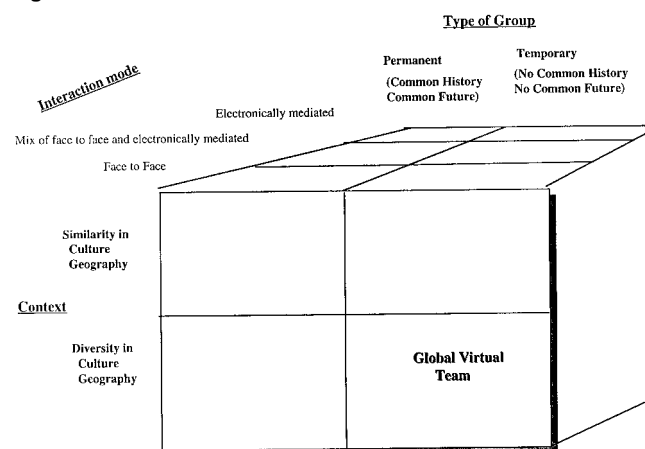 Type of Group
Permanent
(Common History
Common Future)
Temporary
(No Common History
No Common Future)
Interaction mode
Electronically mediated
Mix of face to face and electronically mediated
Face to Face
Similarity in
Culture
Geography
Context
Diversity in
Culture
Geography
Global Virtual
Team